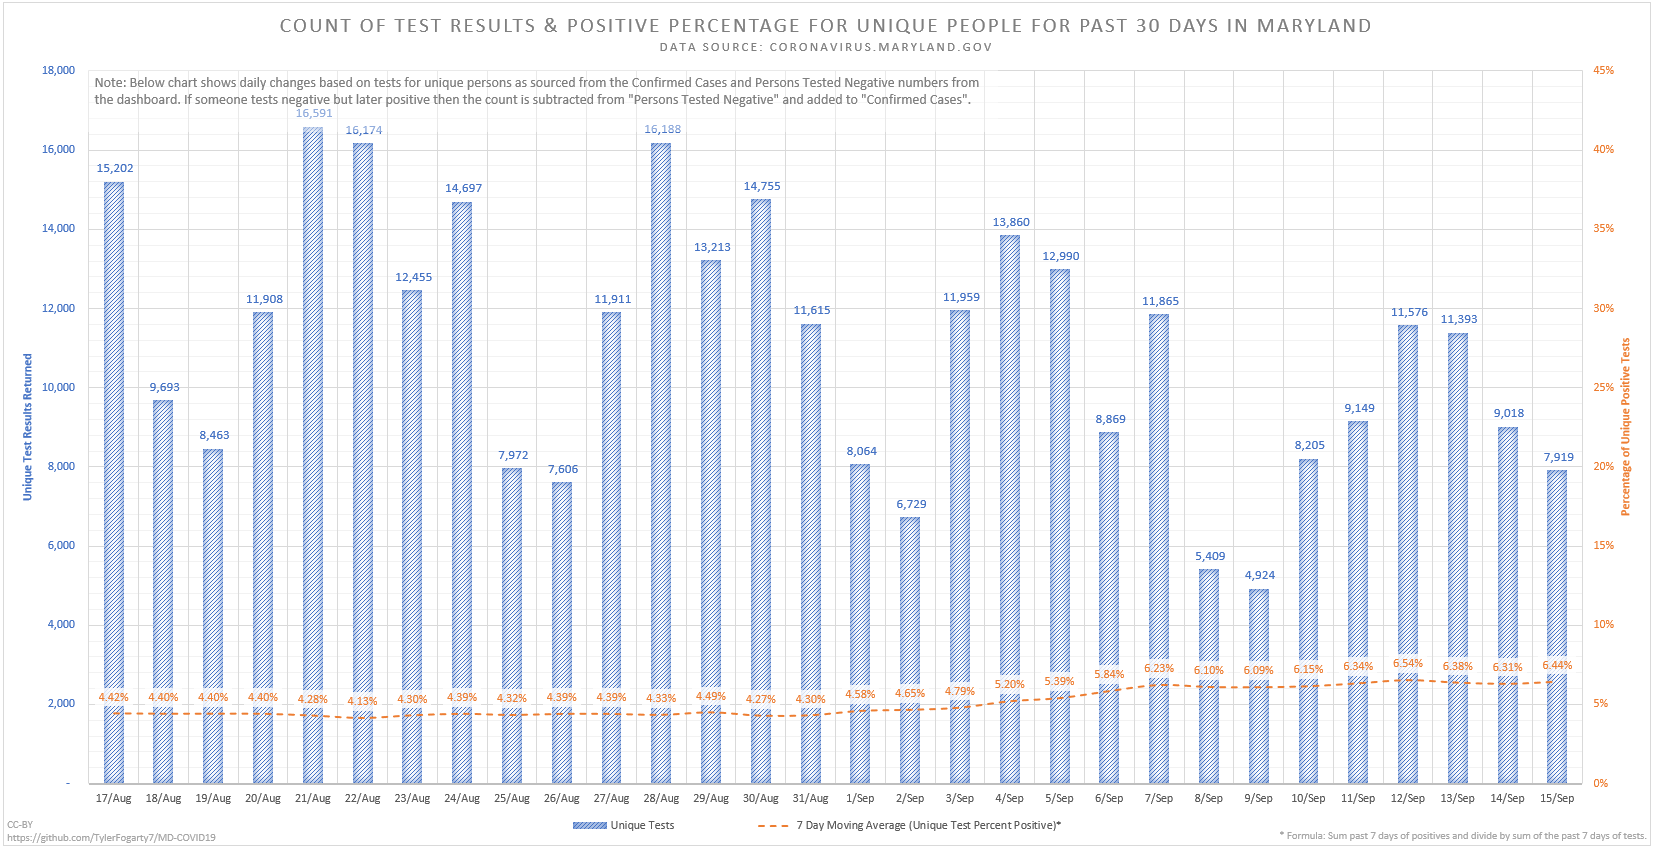 COUNT OF TEST RESULTS & POSITIVE PERCENTAGE FOR UNIQUE PEOPLE FOR PAST 30 DAYS IN MARYLAND
DATA SOURCE: CORONAVIRUS.MARYLAND.GOV
Note: Below chart shows daily changes based on tests for unique persons as sourced from the Confirmed Cases and Persons Tested Negative numbers from
the dashboard. If someone tests negative but later positive then the count is subtracted from "Persons Tested Negative" and added to "Confirmed Cases".
Unique Test Results Returned
18,000
16,000
14,000
12,000
10,000
8,000
6,000
4,000
2,000
-
15,202
9,693
8,463
11,908
16,591
16,174
12,455
14,697
7,972
7,606
11,911
16,188
13,213
14,755
11,615
8,064
6,729
11,959
13,860
12,990
8,869
11,865
5,409
4,924
8,205
9,149
11,576
11,393
9,018
7,919
4.42%
4.40%
4.40%
4.40%
4.28%
4.13%
4.30%
4.39%
4.32%
4.39%
4.39%
4.33%
4.49%
4.27%
4.30%
4.58%
4.65%
4.79%
5.20%
5.39%
5.84%
6.23%
6.10%
6.09%
6.15%
6.34%
6.54%
6.38%
6.31%
6.44%
45%
40%
35%
30%
25%
20%
15%
10%
5%
0%
Percentage of Unique Positive Tests
17/Aug
18/Aug
19/Aug
20/Aug
21/Aug
22/Aug
23/Aug
24/Aug
25/Aug
26/Aug
27/Aug
28/Aug
29/Aug
30/Aug
31/Aug
1/Sep
2/Sep
3/Sep
4/Sep
5/Sep
6/Sep
7/Sep
8/Sep
9/Sep
10/Sep
11/Sep
12/Sep
13/Sep
14/Sep
15/Sep
Unique Tests
7 Day Moving Average (Unique Test Percent Positive)*
CC-BY
https://github.com/TylerFogarty7/MD-COVID19
* Formula: Sum past 7 days of positives and divide by sum of the past 7 days of tests.